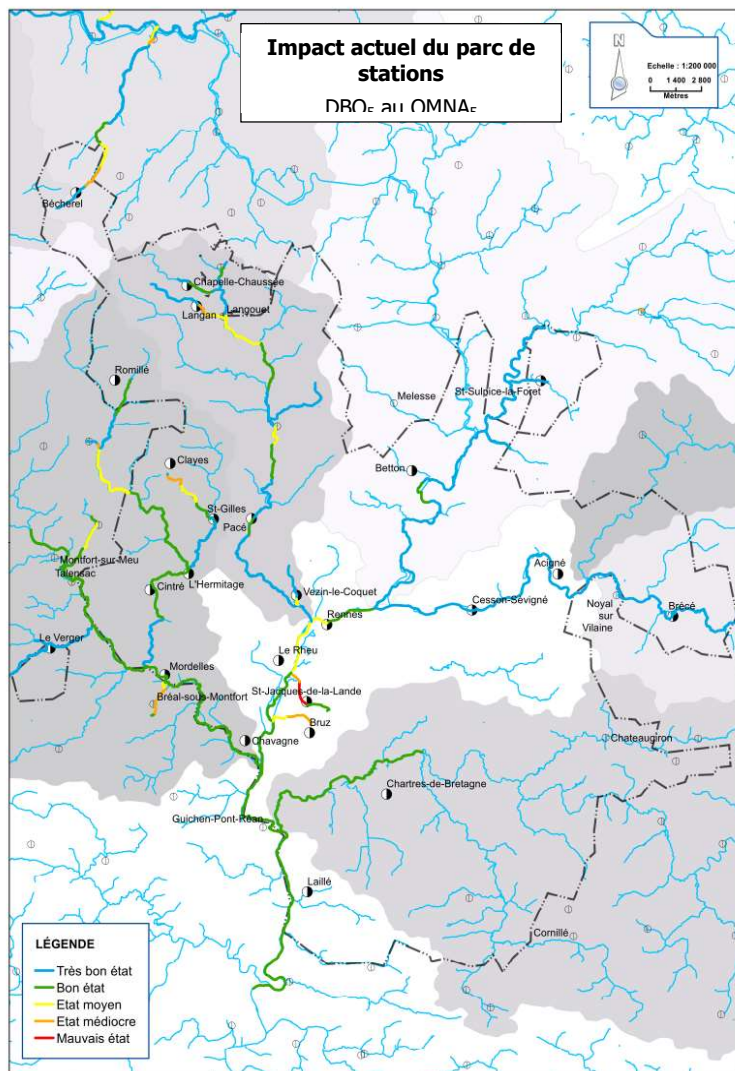 Impact actuel du parc de
stations
DBO₅ au QMNA₅
N
Echelle : 1:200 000
0 1 400 2 800
Mètres
Bécherel
Chapelle-Chaussée
Langan
Langouet
Romillé
Melesse
St-Sulpice-la-Foret
Clayes
Betton
St-Gilles
Pacé
Montfort-sur-Meu
Talensac
L'Hermitage
Cintré
Acigné
Vezin-le-Coquet
Cesson-Sévigné
Noyal
sur
Vilaine
Brécé
Rennes
Le Verger
Le Rheu
Mordelles
St-Jacques-de-la-Lande
Bréal-sous-Montfort
Bruz
Chavagne
Chateaugiron
Chartres-de-Bretagne
Guichen-Pont-Réan
Laillé
Cornillé
LÉGENDE
Très bon état
Bon état
Etat moyen
Etat médiocre
Mauvais état